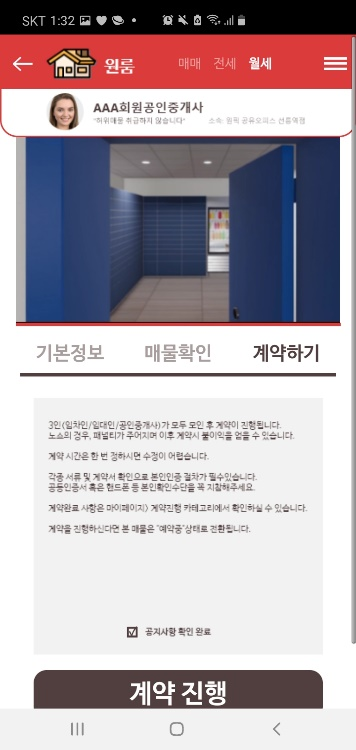 SKT 1:32
원룸 매매 전세 월세
AAA회원공인중개사
"허위매물 취급하지 않습니다" 소속: 원픽 공유오피스 선릉역점
기본정보 매물확인 계약하기
3인(임차인/임대인/공인중개사)가 모두 모인 후 계약이 진행됩니다.
노쇼의 경우, 패널티가 주어지며 이후 계약시 불이익을 얻을 수 있습니다.
계약 시간은 한 번 정하시면 수정이 어렵습니다.
각종 서류 및 계약서 확인으로 본인인증 절차가 필수있습니다.
공동인증서 혹은 핸드폰 등 본인확인수단을 꼭 지참해주세요.
계약완료 사항은 마이페이지> 계약진행 카테고리에서 확인하실 수 있습니다.
계약을 진행하신다면 본 매물은 "예약중"상태로 전환됩니다.
공지사항 확인 완료
계약 진행